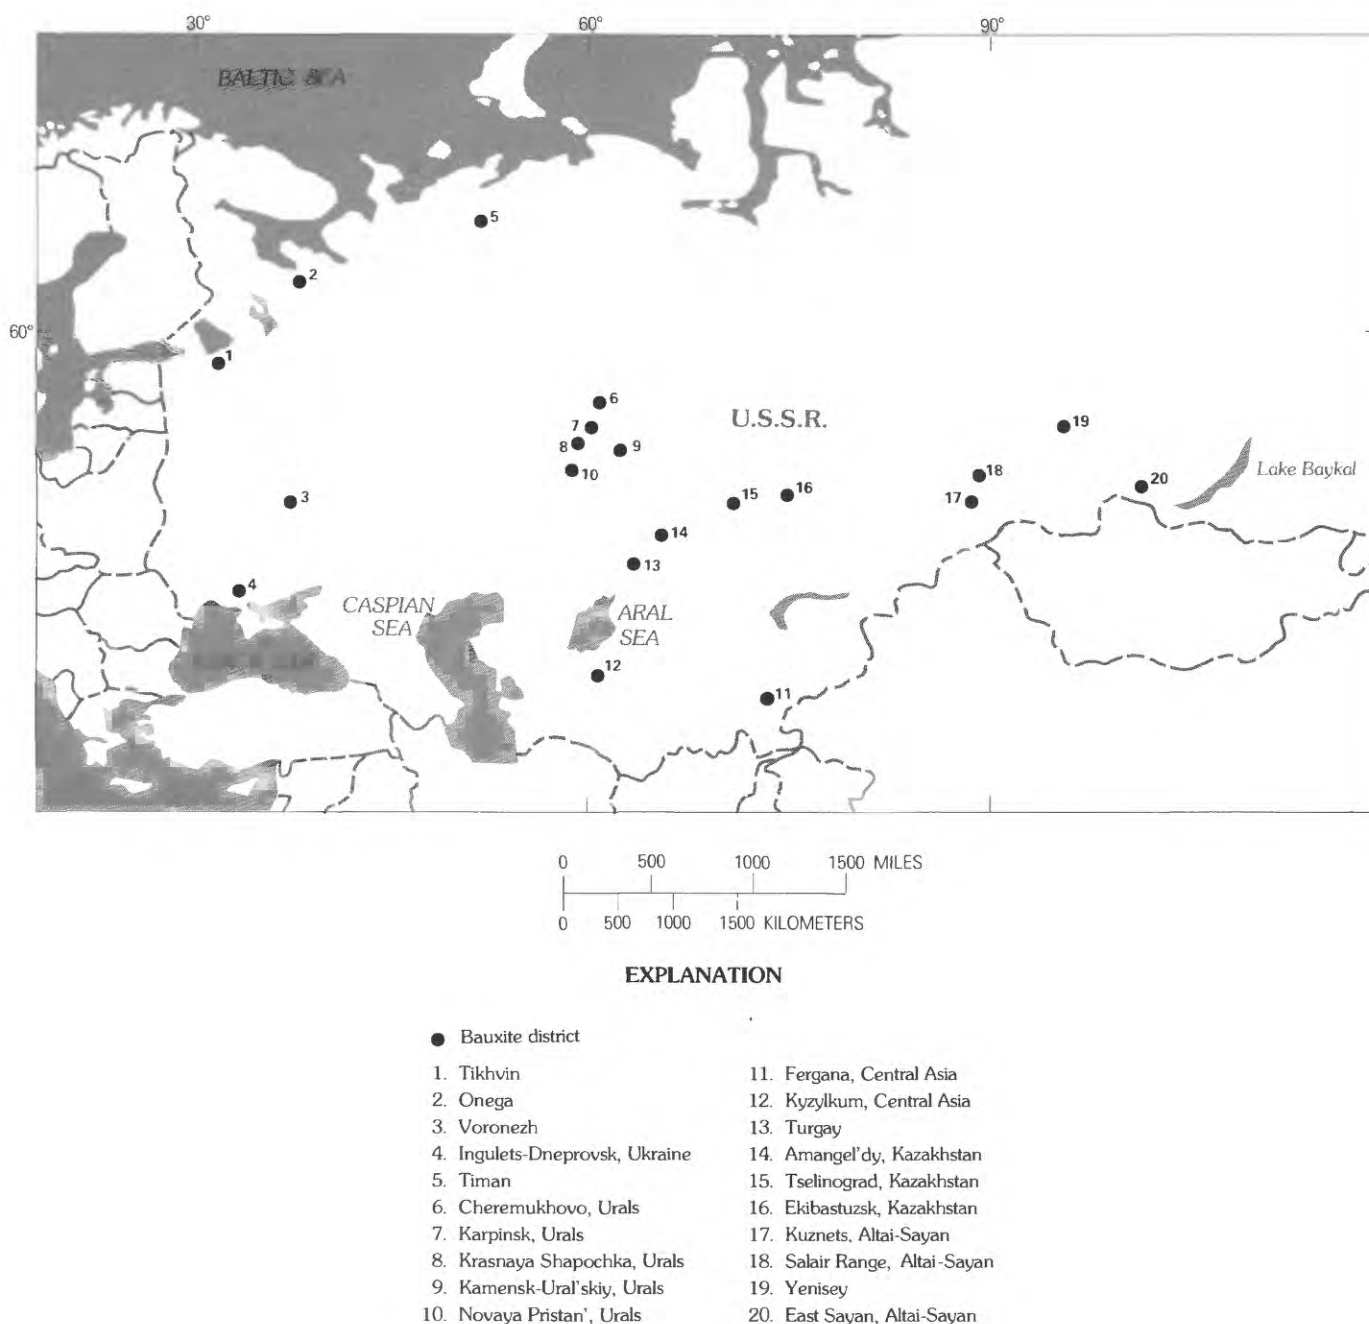 30°
60°
90°
BALTIC SEA
5
2
60°
1
6
7
U.S.S.R.
19
8
9
10
18
Lake Baykal
20
3
15
16
17
14
13
4
CASPIAN
SEA
ARAL
SEA
12
11
0 500 1000 1500 MILES
0 500 1000 1500 KILOMETERS
EXPLANATION
Bauxite district
1. Tikhvin
2. Onega
3. Voronezh
4. Ingulets-Dneprovsk, Ukraine
5. Timan
6. Cheremukhovo, Urals
7. Karpinsk, Urals
8. Krasnaya Shapochka, Urals
9. Kamensk-Ural'skiy, Urals
10. Novaya Pristan', Urals
11. Fergana, Central Asia
12. Kyzylkum, Central Asia
13. Turgay
14. Amangel'dy, Kazakhstan
15. Tselinograd, Kazakhstan
16. Ekibastuzsk, Kazakhstan
17. Kuznets, Altai-Sayan
18. Salair Range, Altai-Sayan
19. Yenisey
20. East Sayan, Altai-Sayan